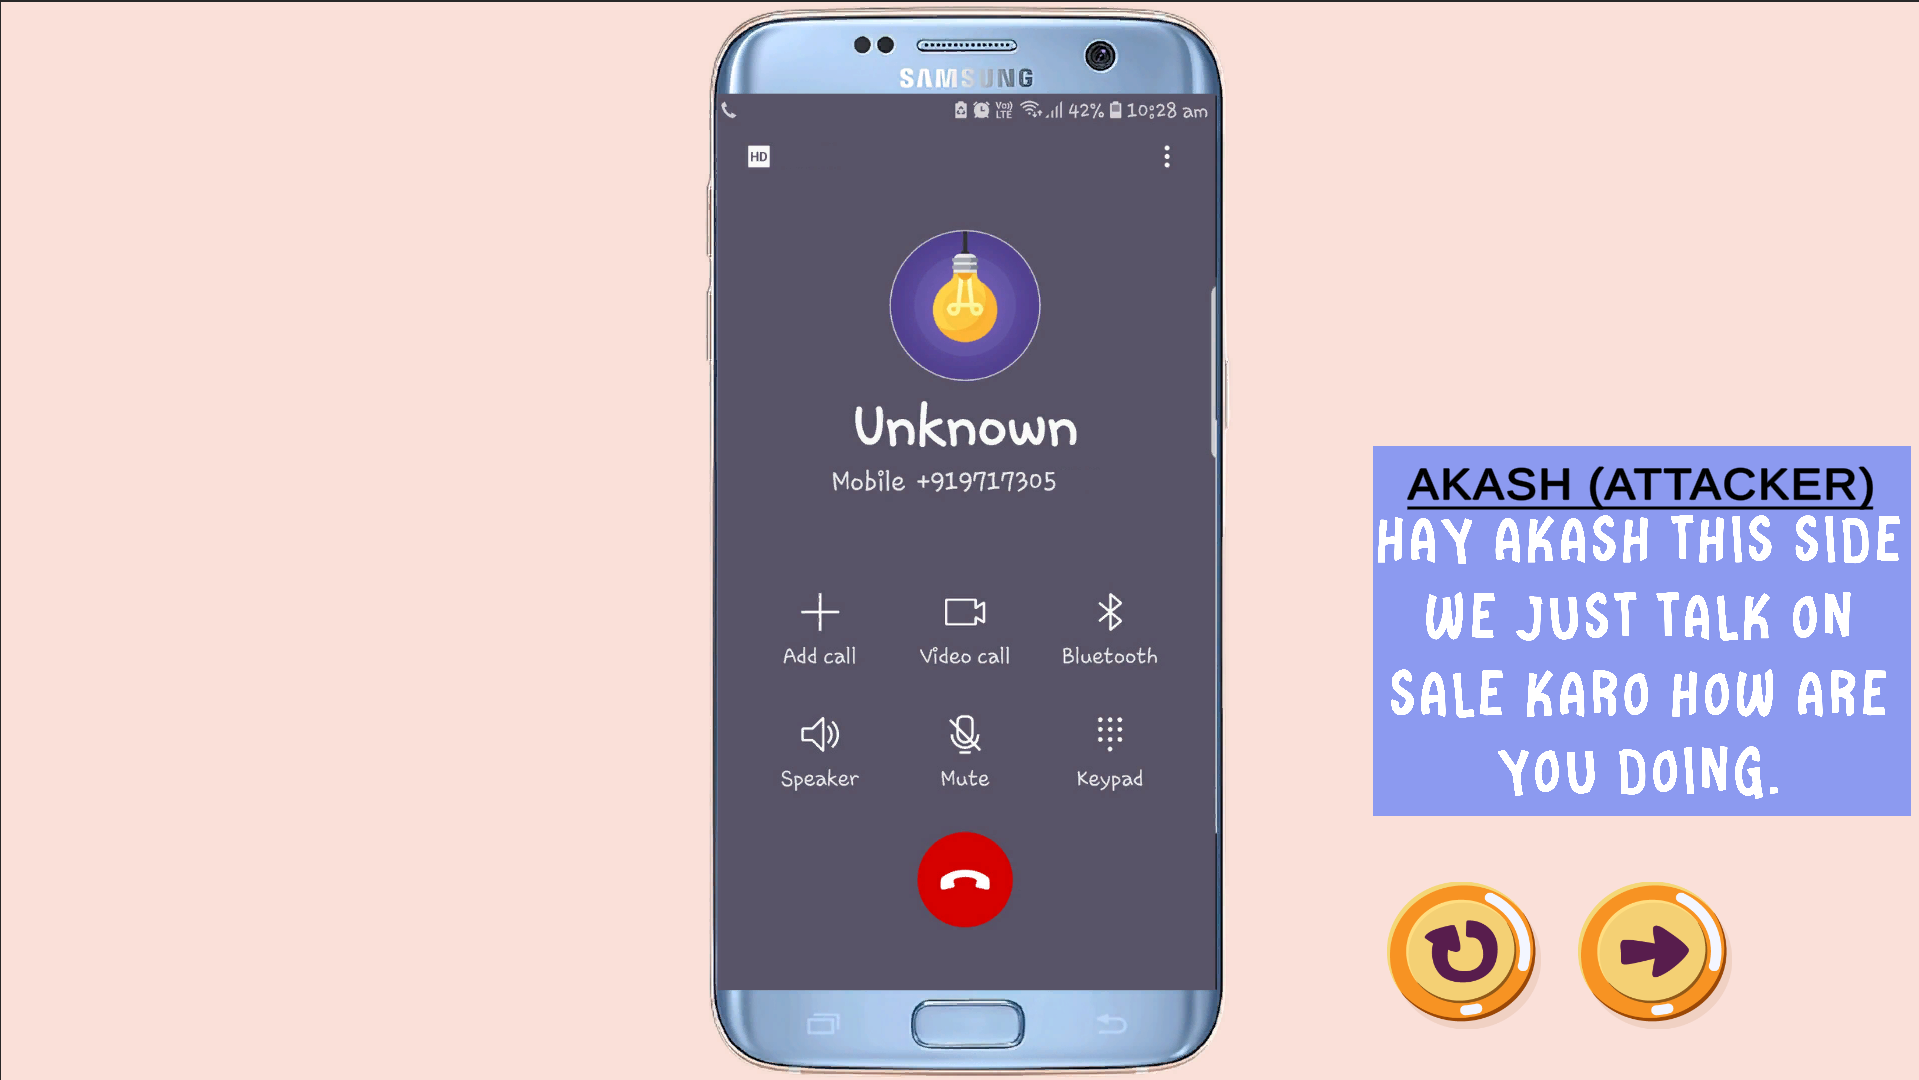 SAMSUNG
Vo)) LTE 42% 10:28 am
HD
Unknown
Mobile +919717305
Add call Video call Bluetooth
Speaker Mute Keypad
AKASH (ATTACKER)
HAY AKASH THIS SIDE
WE JUST TALK ON
SALE KARO HOW ARE
YOU DOING.